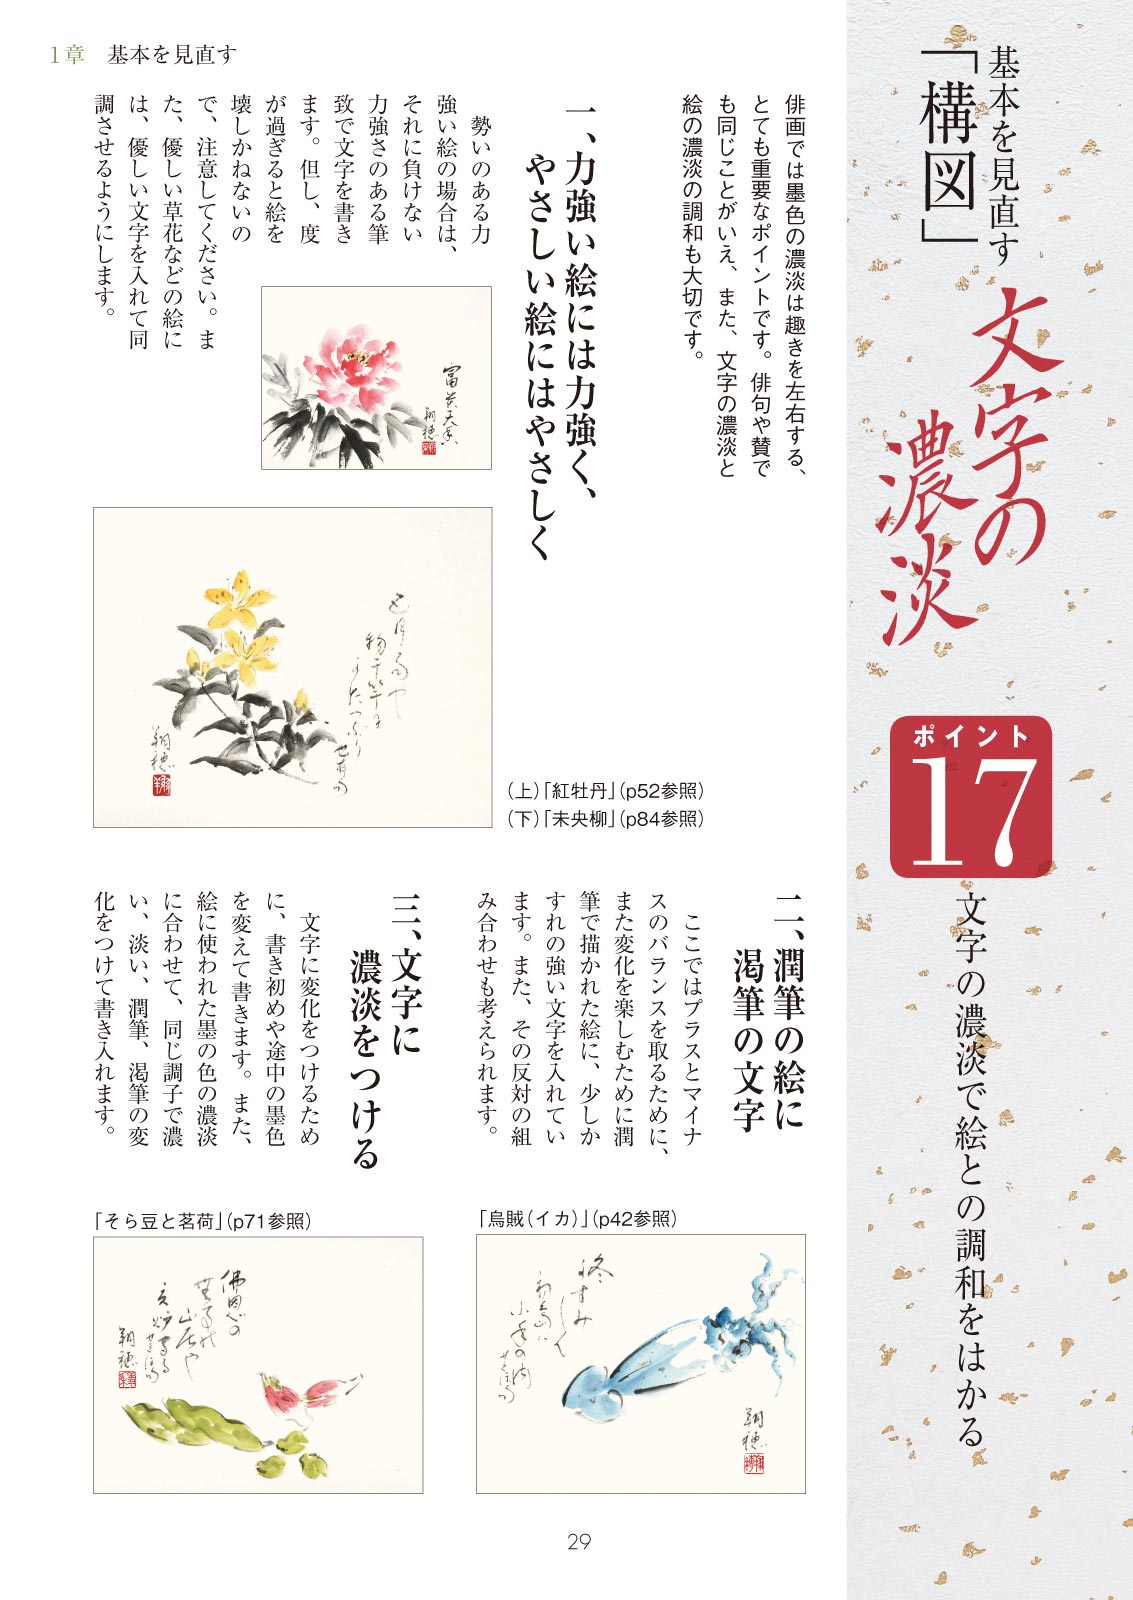 1章　基本を見直す
基本を見直す
「構図」
文字の
濃淡
ポイント
17
文字の濃淡で絵との調和をはかる
俳画では墨色の濃淡は趣きを左右する、
とても重要なポイントです。俳句や賛で
も同じことがいえ、また、文字の濃淡と
絵の濃淡の調和も大切です。
一、力強い絵には力強く、
やさしい絵にはやさしく
勢いのある力
強い絵の場合は、
それに負けない
力強さのある筆
致で文字を書き
ます。但し、度
が過ぎると絵を
壊しかねないの
で、注意してください。ま
た、優しい草花などの絵に
は、優しい文字を入れて同
調させるようにします。
富貴天香
翔穂
翔穂
（上）「紅牡丹」（p52参照）
（下）「未央柳」（p84参照）
二、潤筆の絵に
渇筆の文字
ここではプラスとマイナ
スのバランスを取るために、
また変化を楽しむために潤
筆で描かれた絵に、少しか
すれの強い文字を入れてい
ます。また、その反対の組
み合わせも考えられます。
「烏賊（イカ）」（p42参照）
翔穂
三、文字に
濃淡をつける
文字に変化をつけるため
に、書き初めや途中の墨色
を変えて書きます。また、
絵に使われた墨の色の濃淡
に合わせて、同じ調子で濃
い、淡い、潤筆、渇筆の変
化をつけて書き入れます。
「そら豆と茗荷」（p71参照）
翔穂
29